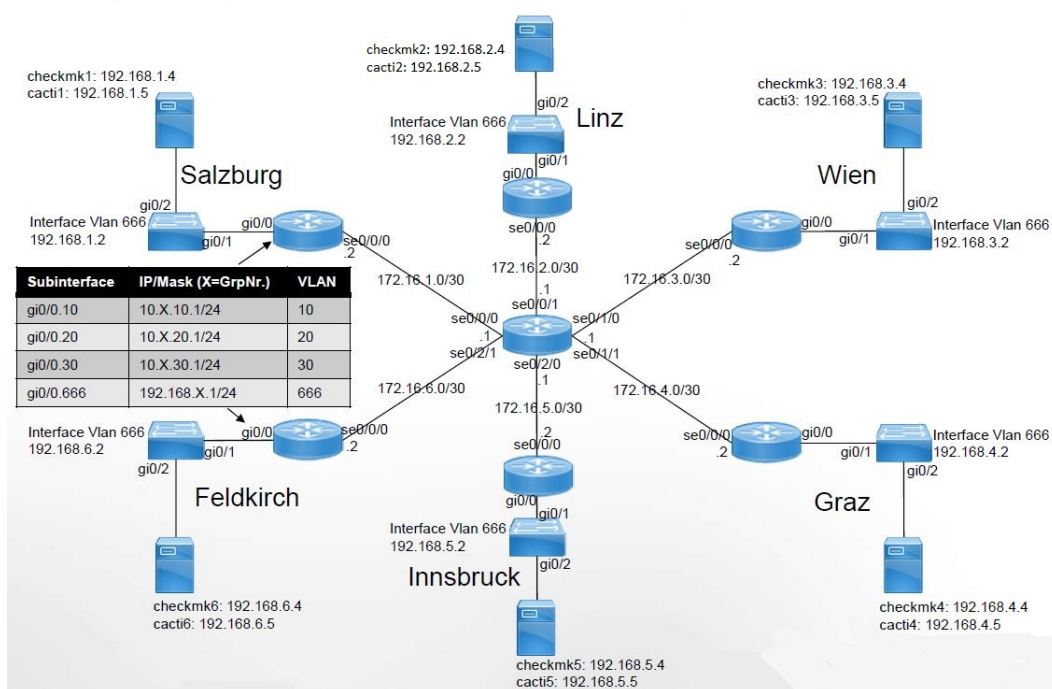 checkmk2: 192.168.2.4
cacti2: 192.168.2.5
gi0/2
Linz
Interface Vlan 666
192.168.2.2
gi0/1
gi0/0
se0/0/0
.2
172.16.2.0/30
.1
se0/0/1
checkmk1: 192.168.1.4
cacti1: 192.168.1.5
Salzburg
gi0/2
Interface Vlan 666
192.168.1.2
gi0/1
gi0/0
se0/0/0
.2
172.16.1.0/30
se0/0/0
.1
checkmk3: 192.168.3.4
cacti3: 192.168.3.5
Wien
gi0/2
Interface Vlan 666
192.168.3.2
gi0/1
gi0/0
se0/0/0
.2
172.16.3.0/30
se0/1/0
.1
Subinterface IP/Mask (X=GrpNr.) VLAN
gi0/0.10 10.X.10.1/24 10
gi0/0.20 10.X.20.1/24 20
gi0/0.30 10.X.30.1/24 30
gi0/0.666 192.168.X.1/24 666
se0/2/1
172.16.6.0/30
se0/0/0
.2
gi0/0
gi0/1
Interface Vlan 666
192.168.6.2
gi0/2
Feldkirch
checkmk6: 192.168.6.4
cacti6: 192.168.6.5
se0/2/0
.1
172.16.5.0/30
.2
se0/0/0
gi0/0
gi0/1
Interface Vlan 666
192.168.5.2
gi0/2
Innsbruck
checkmk5: 192.168.5.4
cacti5: 192.168.5.5
se0/1/1
172.16.4.0/30
se0/0/0
.2
gi0/0
gi0/1
Interface Vlan 666
192.168.4.2
gi0/2
Graz
checkmk4: 192.168.4.4
cacti4: 192.168.4.5